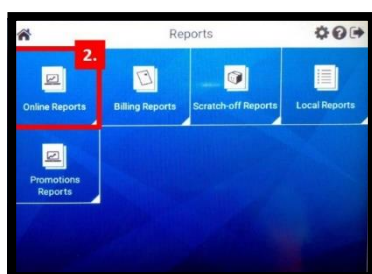 Reports
2.
Online Reports
Billing Reports
Scratch-off Reports
Local Reports
Promotions
Reports